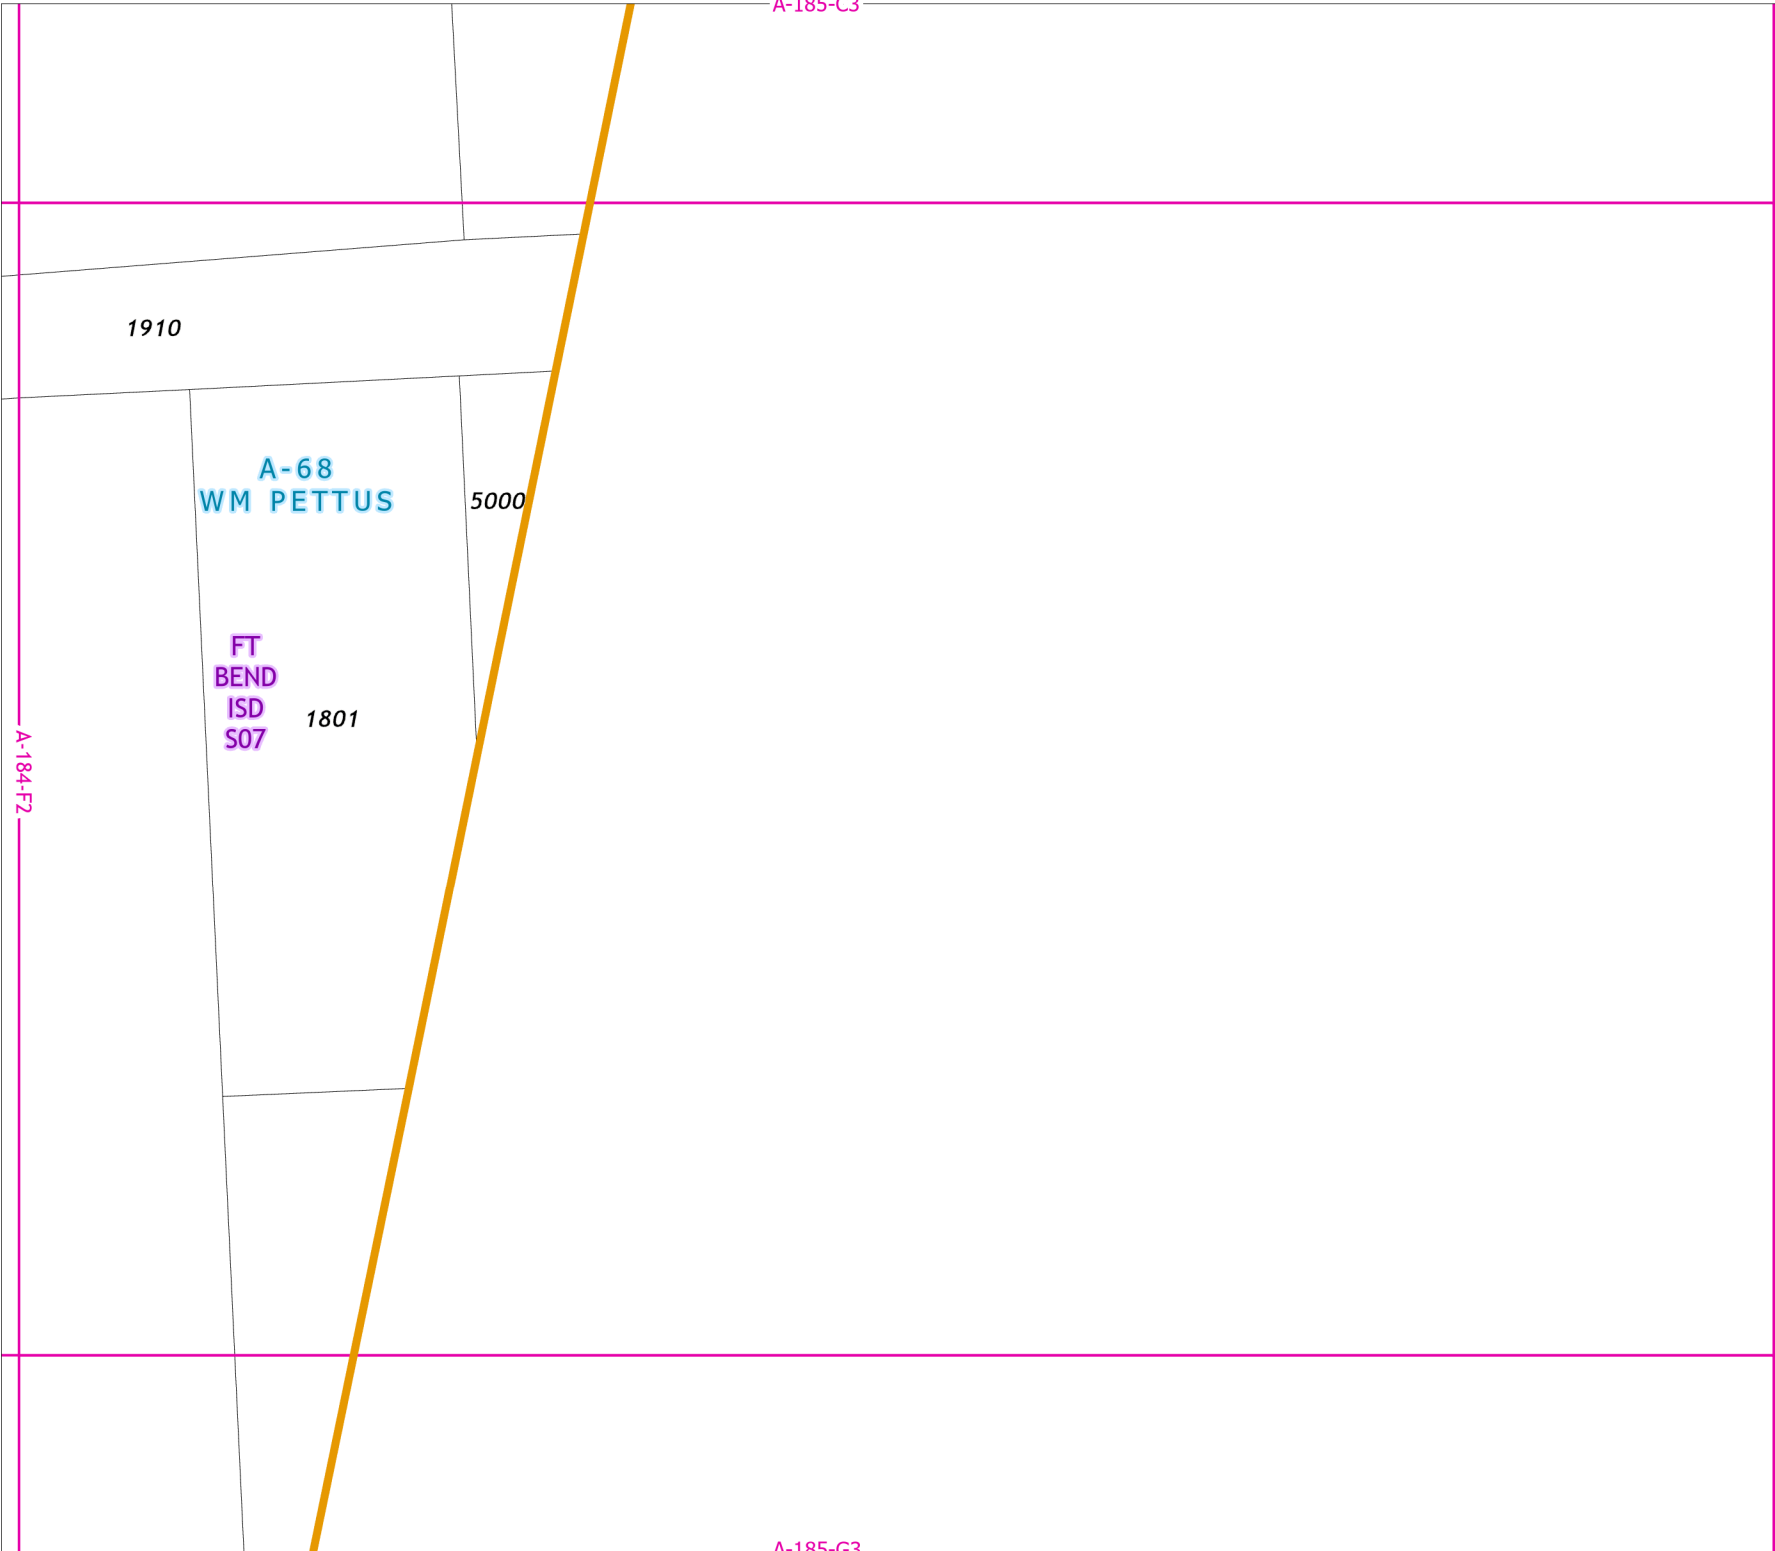 A-185-C3
1910
A-68
WM PETTUS
5000
FT
BEND
ISD
S07
1801
A-184-F2
A-185-G3